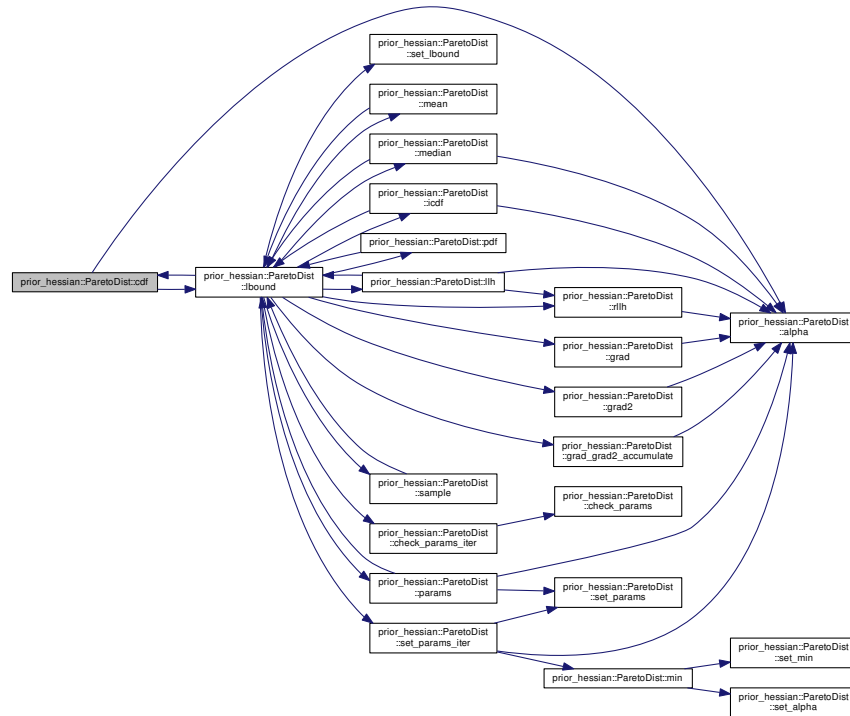 prior_hessian::ParetoDist::cdf
prior_hessian::ParetoDist
::lbound
prior_hessian::ParetoDist
::set_lbound
prior_hessian::ParetoDist
::mean
prior_hessian::ParetoDist
::median
prior_hessian::ParetoDist
::icdf
prior_hessian::ParetoDist::pdf
prior_hessian::ParetoDist::llh
prior_hessian::ParetoDist
::sample
prior_hessian::ParetoDist
::check_params_iter
prior_hessian::ParetoDist
::params
prior_hessian::ParetoDist
::set_params_iter
prior_hessian::ParetoDist
::rllh
prior_hessian::ParetoDist
::grad
prior_hessian::ParetoDist
::grad2
prior_hessian::ParetoDist
::grad_grad2_accumulate
prior_hessian::ParetoDist
::check_params
prior_hessian::ParetoDist
::set_params
prior_hessian::ParetoDist::min
prior_hessian::ParetoDist
::alpha
prior_hessian::ParetoDist
::set_min
prior_hessian::ParetoDist
::set_alpha